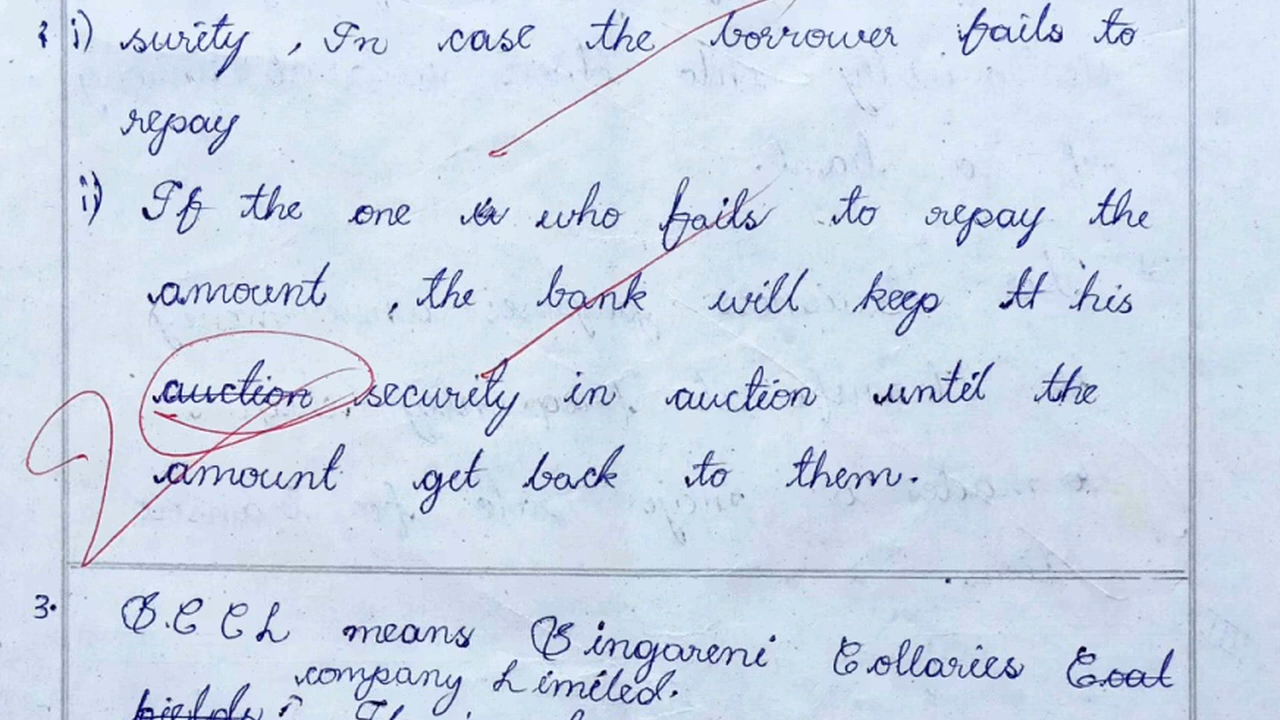 i) surity , In case the borrower fails to
repay
ii) If the one who fails to repay the
amount , the bank will keep his
auction security in auction until the
amount get back to them.
3. S.C C L means Singareni Collaries Coal
company Limited.
fields :